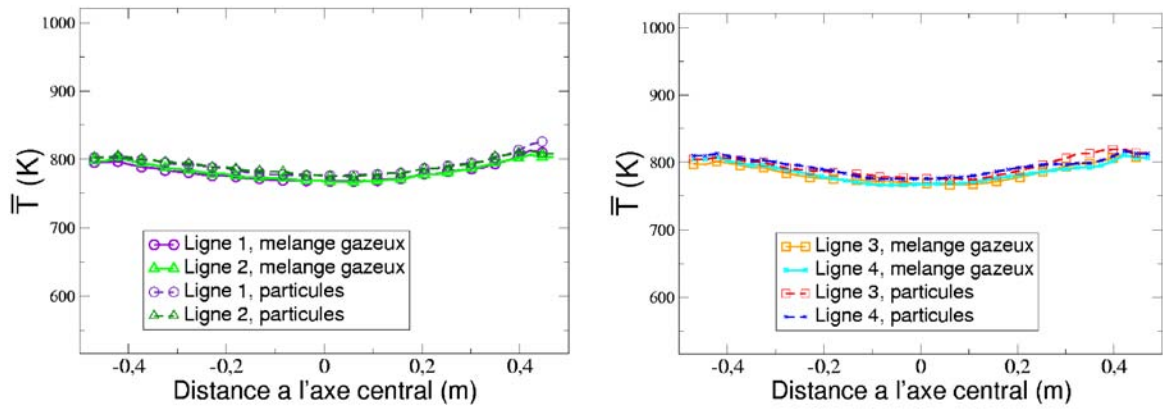 1000
900
800
700
600
T (K)
Ligne 1, melange gazeux
Ligne 2, melange gazeux
Ligne 1, particules
Ligne 2, particules
-0,4 -0,2 0 0,2 0,4
Distance a l'axe central (m)
1000
900
800
700
600
T (K)
Ligne 3, melange gazeux
Ligne 4, melange gazeux
Ligne 3, particules
Ligne 4, particules
-0,4 -0,2 0 0,2 0,4
Distance a l'axe central (m)